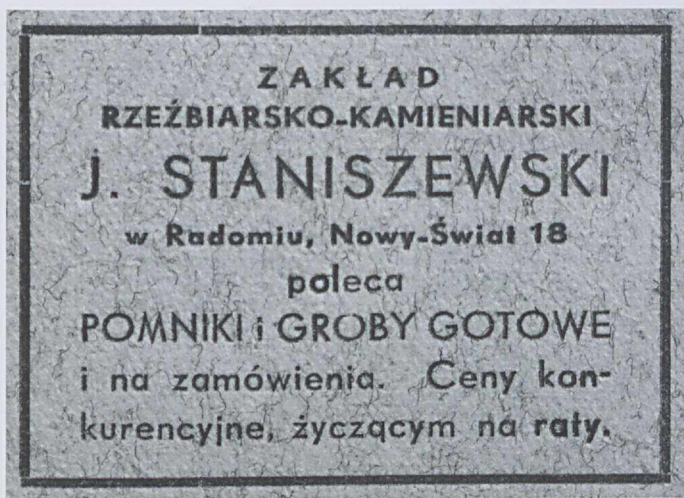 ZAKŁAD
RZEŹBIARSKO-KAMIENIARSKI
J. STANISZEWSKI
w Radomiu, Nowy-Świat 18
poleca
POMNIKI i GROBY GOTOWE
i na zamówienia. Ceny kon-
kurencyjne, życzącym na raty.